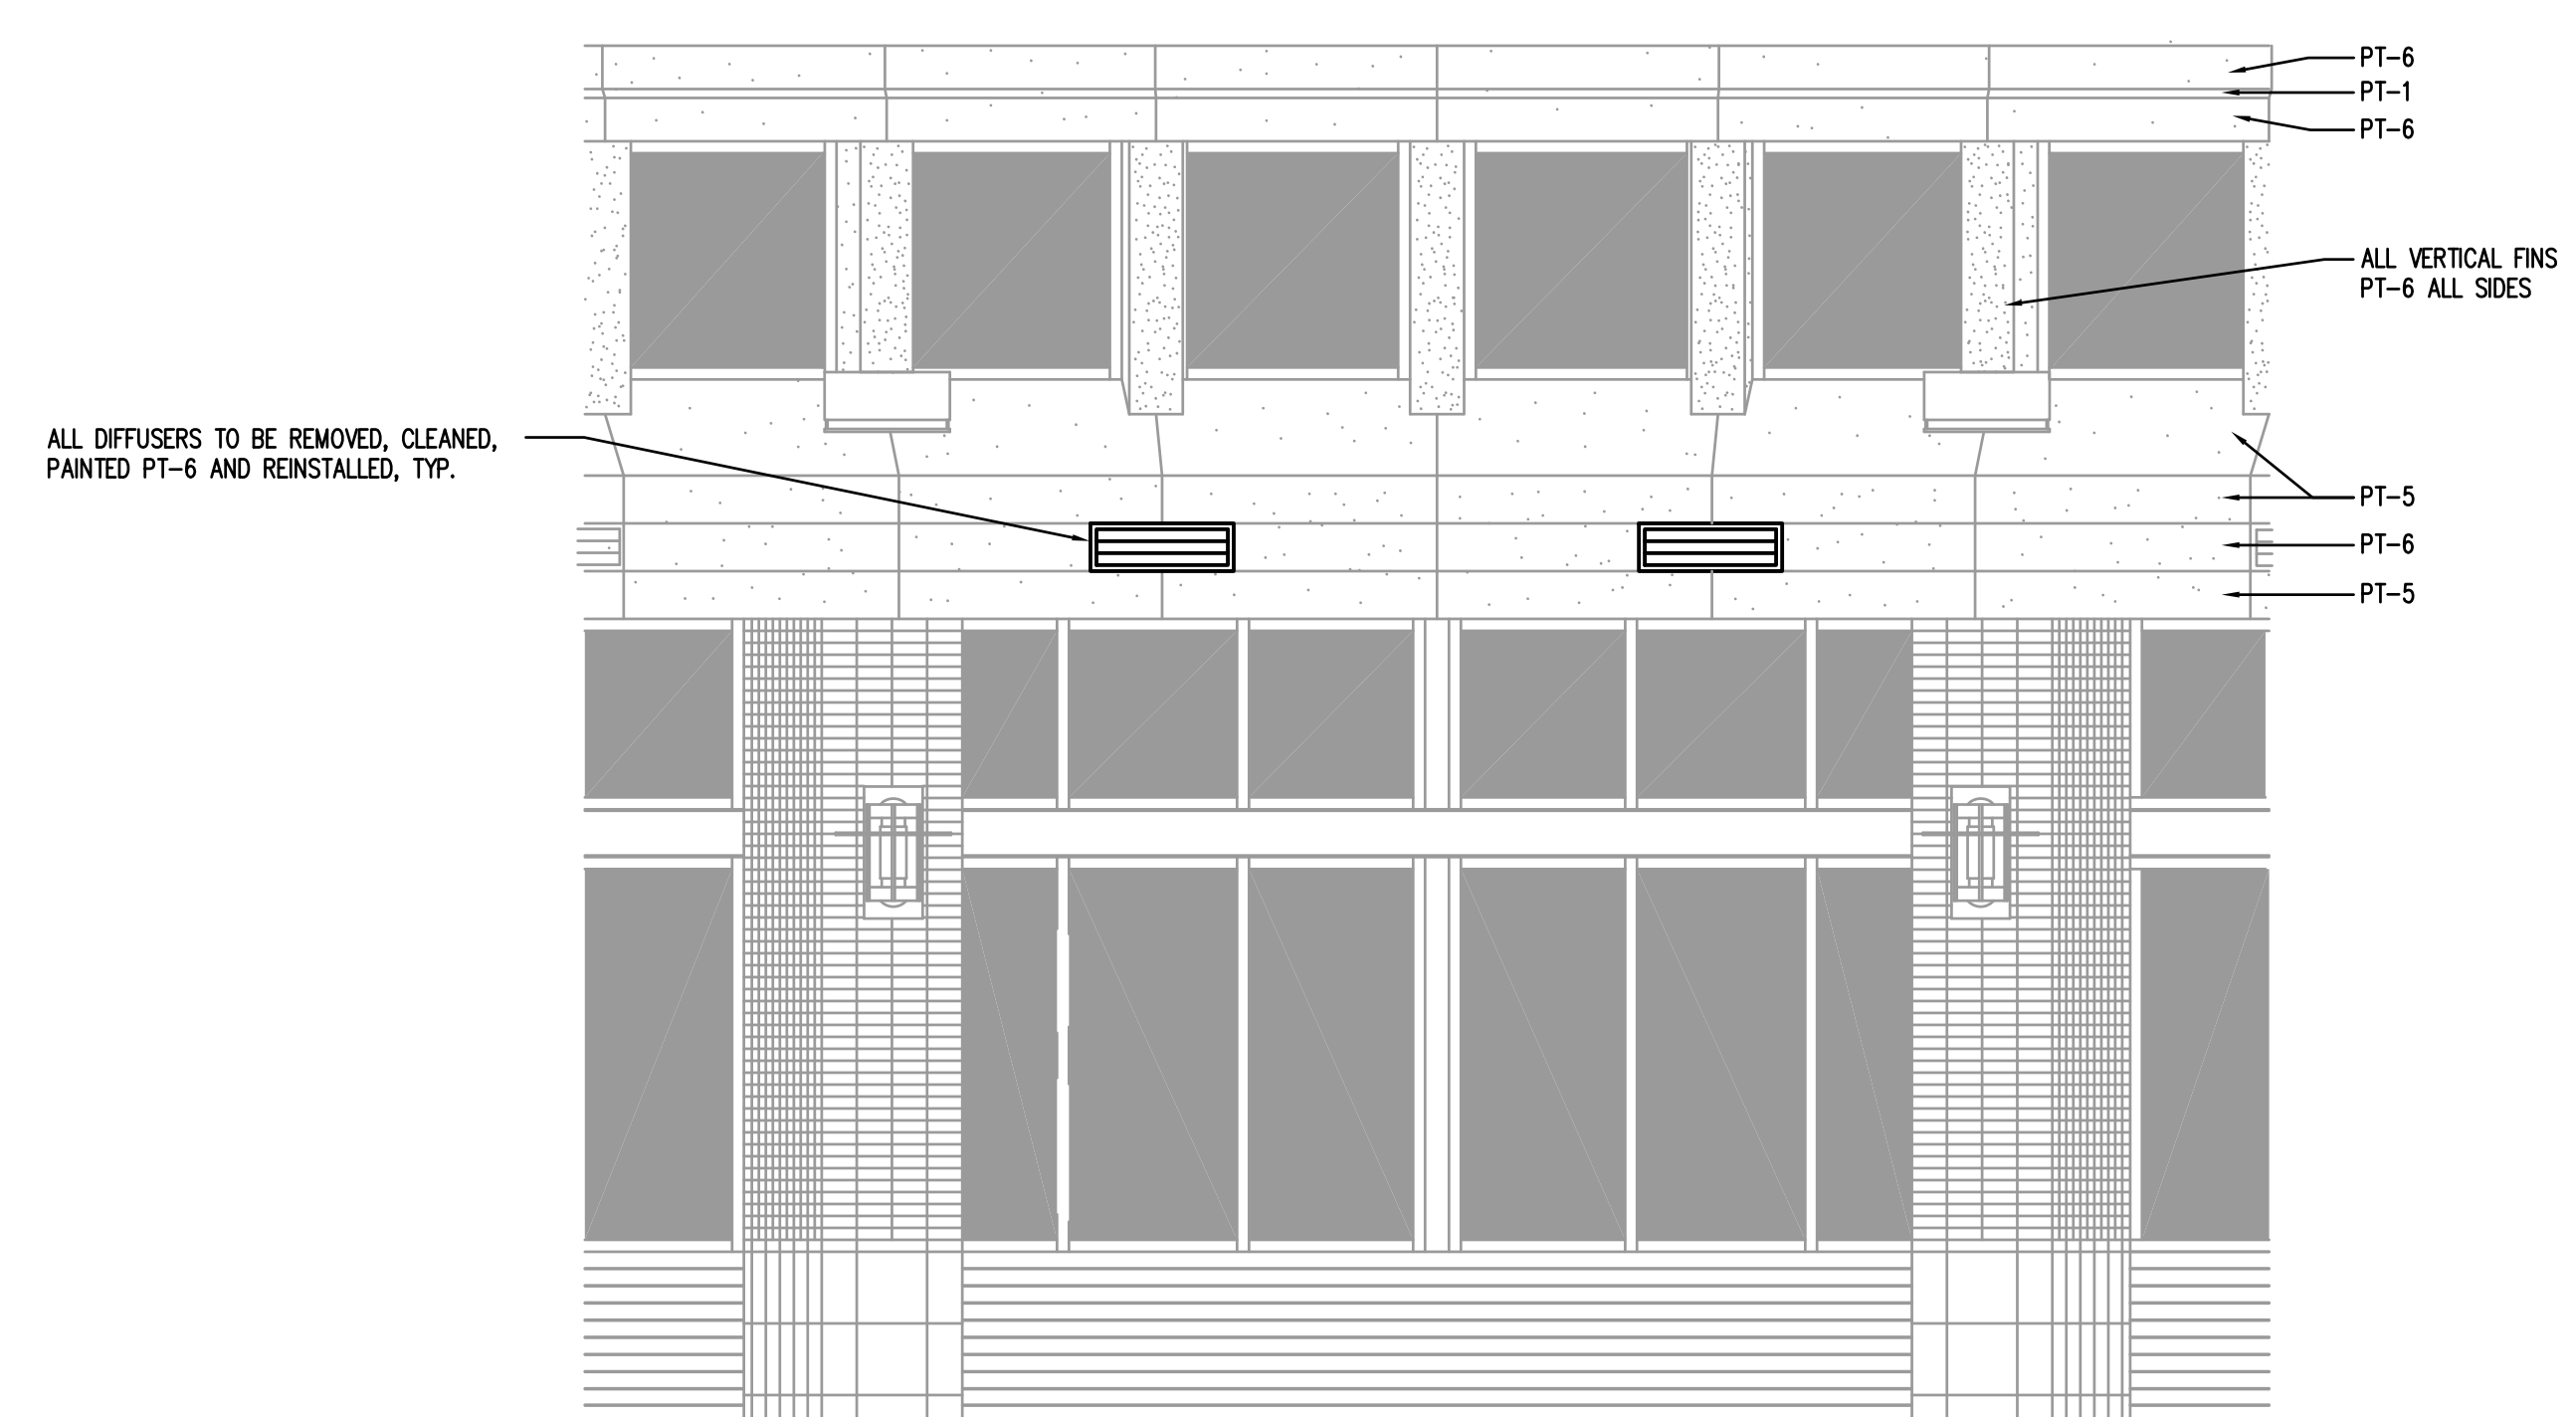 PT-6
PT-1
PT-6
ALL VERTICAL FINS
PT-6 ALL SIDES
ALL DIFFUSERS TO BE REMOVED, CLEANED,
PAINTED PT-6 AND REINSTALLED, TYP.
PT-5
PT-6
PT-5